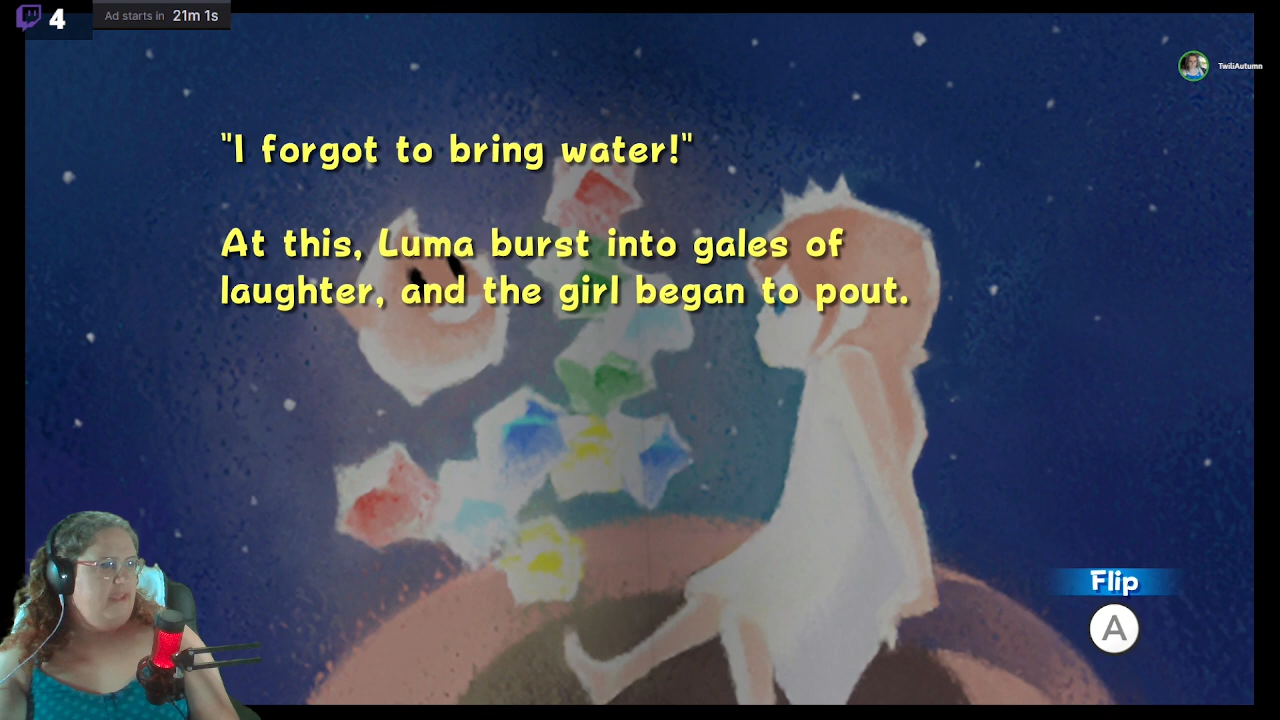 4
Ad starts in 21m 1s
TwiliAutumn
"I forgot to bring water!"
At this, Luma burst into gales of
laughter, and the girl began to pout.
Flip
A